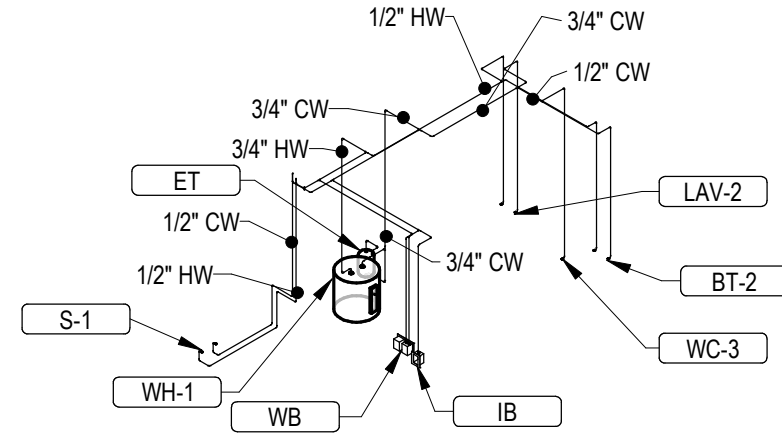 1/2" HW
3/4" CW
1/2" CW
3/4" CW
3/4" HW
ET
LAV-2
1/2" CW
3/4" CW
1/2" HW
BT-2
S-1
WC-3
WH-1
WB
IB